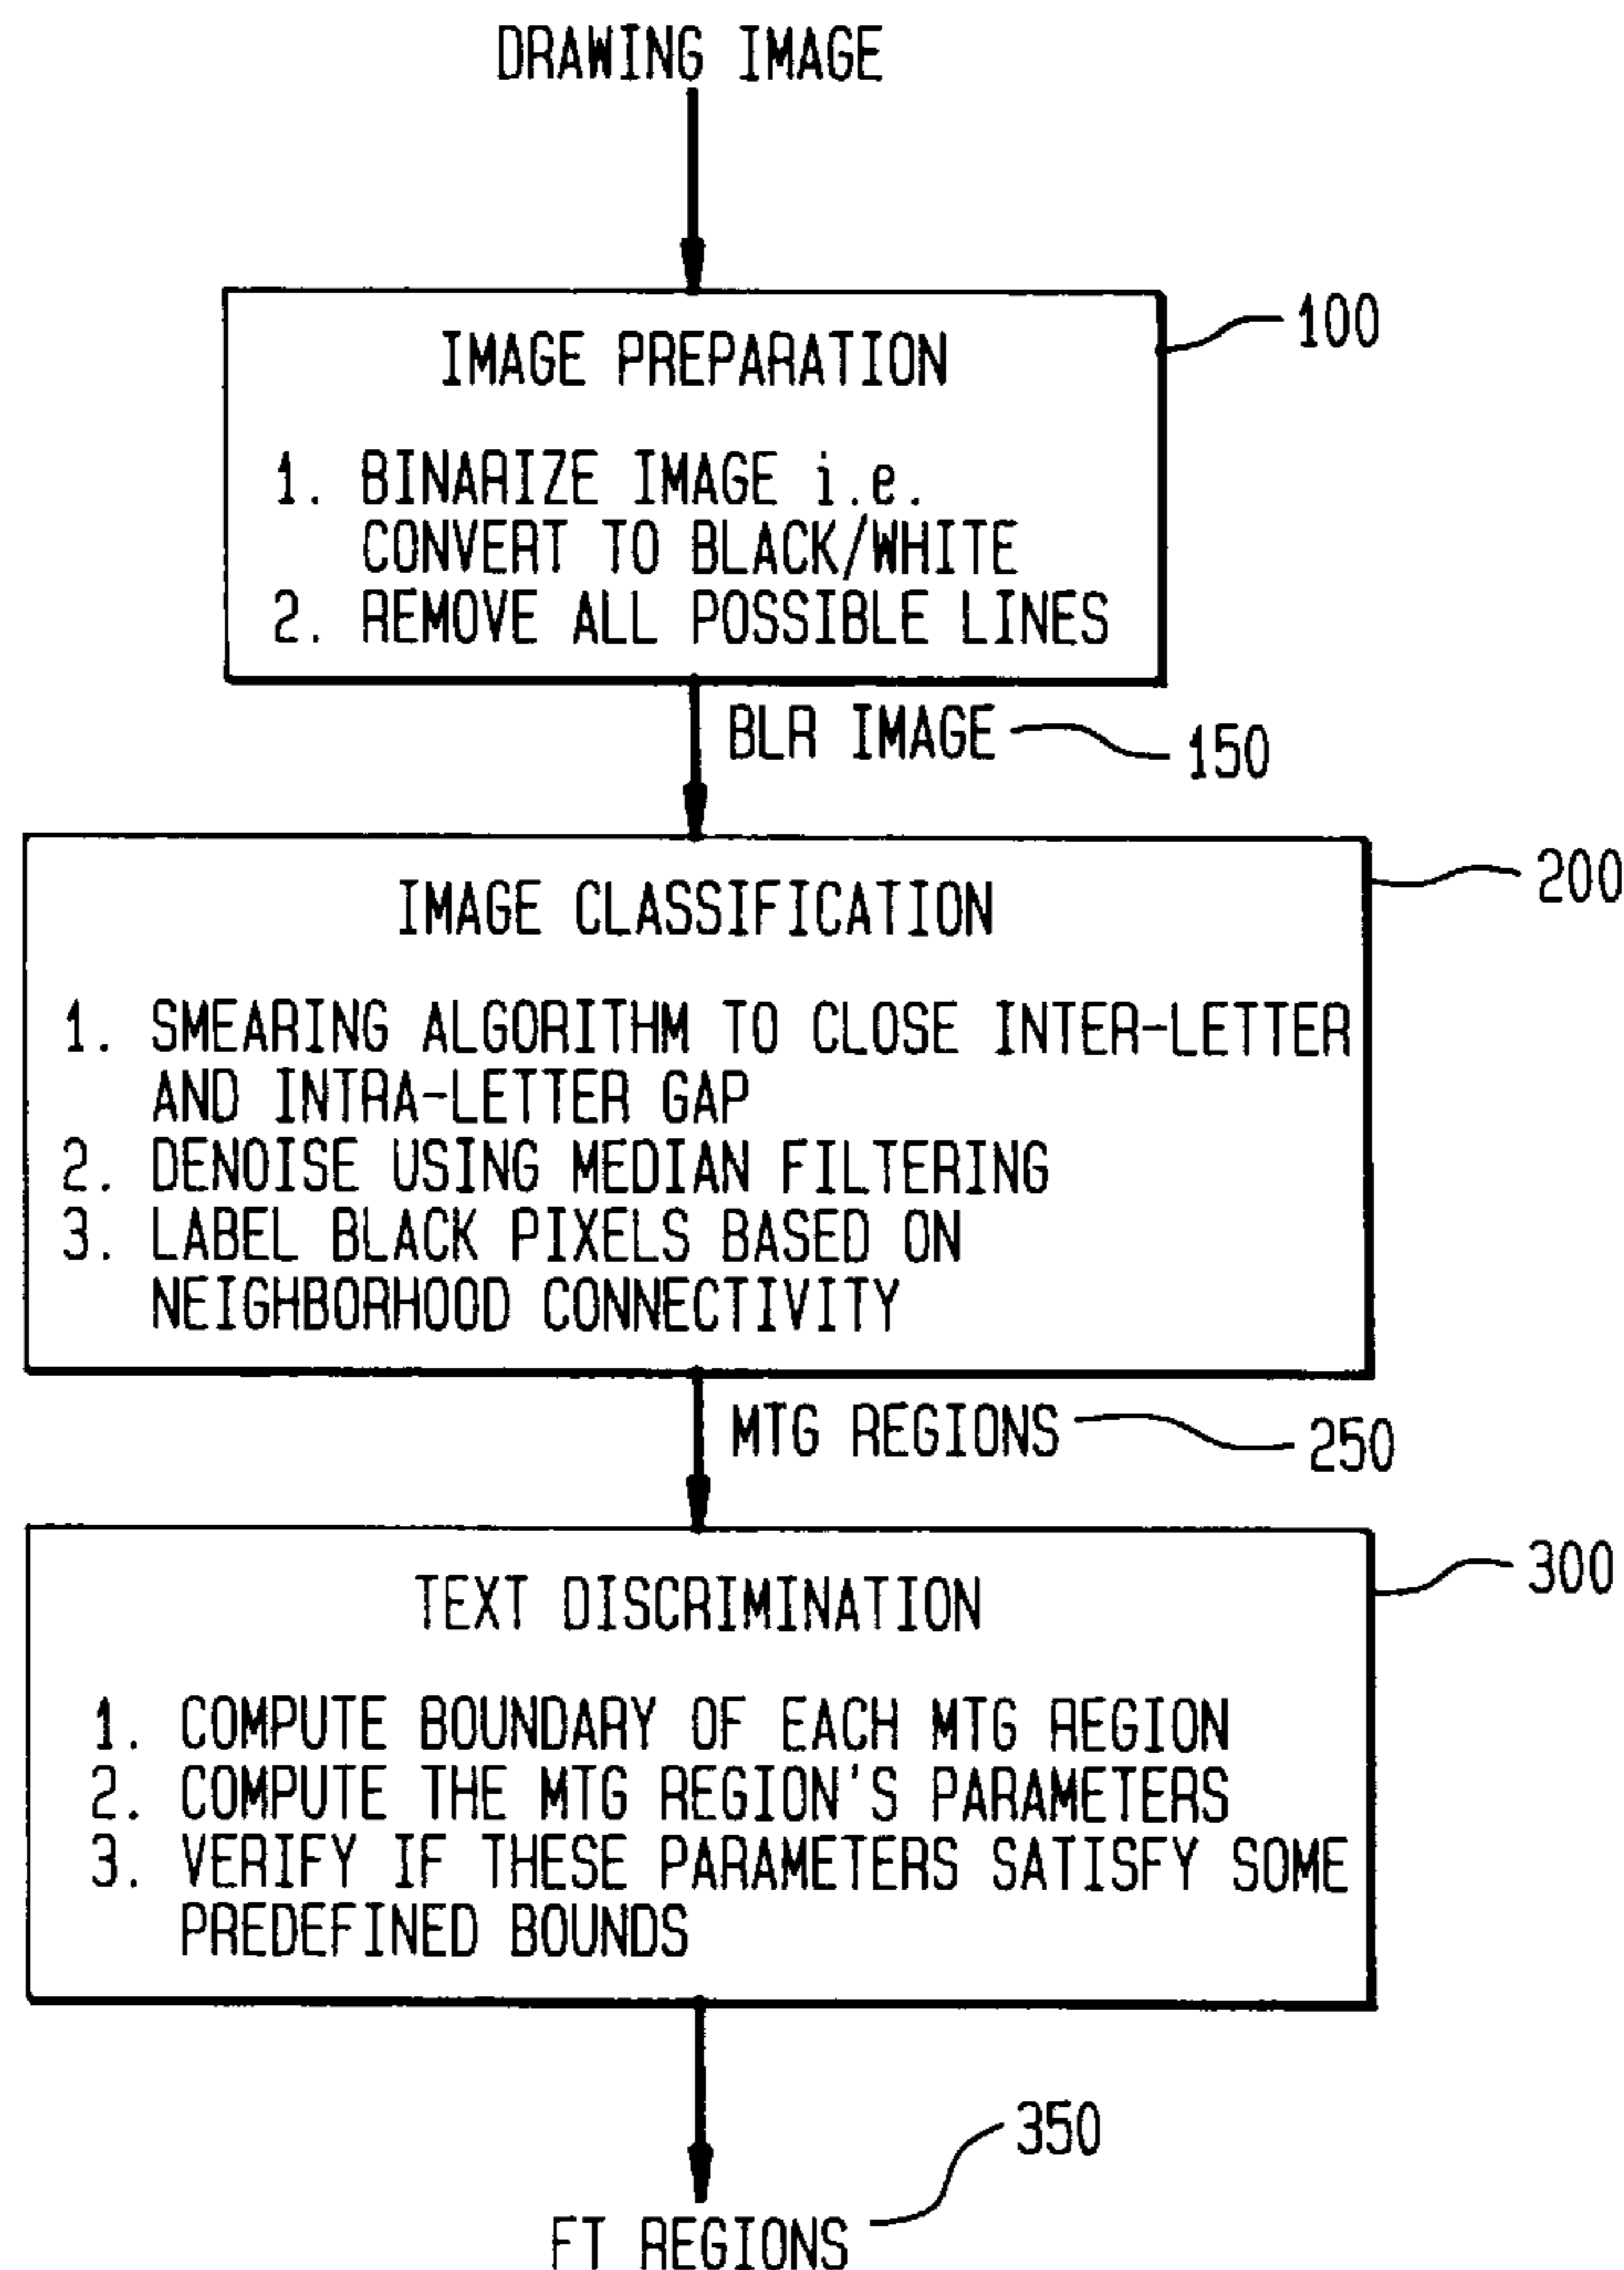 DRAWING IMAGE
100
IMAGE PREPARATION
1. BINARIZE IMAGE i.e.
CONVERT TO BLACK/WHITE
2. REMOVE ALL POSSIBLE LINES
BLR IMAGE
150
200
IMAGE CLASSIFICATION
1. SMEARING ALGORITHM TO CLOSE INTER-LETTER
AND INTRA-LETTER GAP
2. DENOISE USING MEDIAN FILTERING
3. LABEL BLACK PIXELS BASED ON
NEIGHBORHOOD CONNECTIVITY
MTG REGIONS
250
300
TEXT DISCRIMINATION
1. COMPUTE BOUNDARY OF EACH MTG REGION
2. COMPUTE THE MTG REGION'S PARAMETERS
3. VERIFY IF THESE PARAMETERS SATISFY SOME
PREDEFINED BOUNDS
350
FT REGIONS